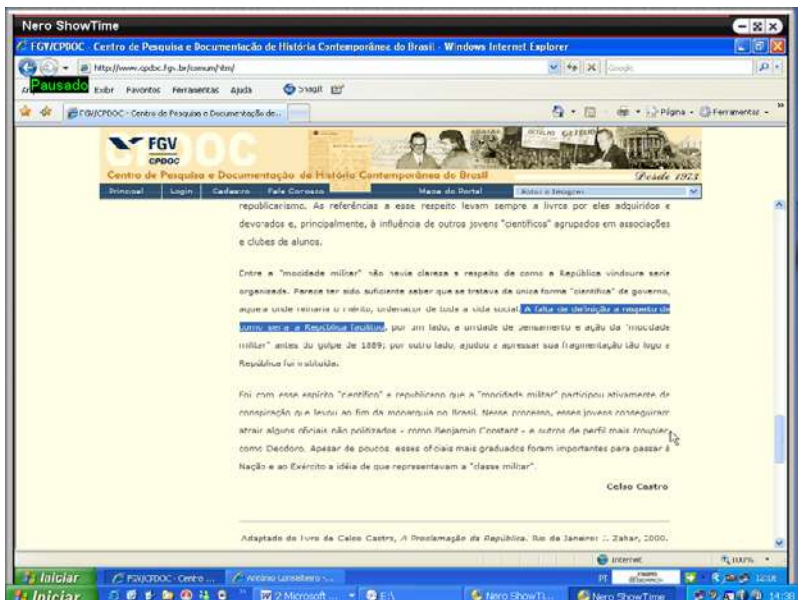 Nero ShowTime
FGV/CPDOC - Centro de Pesquisa e Documentação de História Contemporânea do Brasil - Windows Internet Explorer
http://www.cpdoc.fgv.br/comum/htm/
Google
Pausado
Exibir Favoritos Ferramentas Ajuda SnagIt
FGV/CPDOC - Centro de Pesquisa e Documentação de...
Página Ferramentas
FGV
CPDOC
Centro de Pesquisa e Documentação de História Contemporânea do Brasil
Desde 1973
Principal Login Cadastro Fale Conosco Mapa do Portal
republicanismo. As referências a esse respeito levam sempre a livros por eles adquiridos e
devorados e, principalmente, à influência de outros jovens "científicos" agrupados em associações
e clubes de alunos.
Entre a "mocidade militar" não havia clareza a respeito de como a República vindoura seria
organizada. Parece ter sido suficiente saber que se tratava da única forma "científica" de governo,
aquela onde reinaria o mérito, ordenador de toda a vida social. A falta de definição a respeito de
como seria a República facilitou, por um lado, a unidade de pensamento e ação da "mocidade
militar" antes do golpe de 1889; por outro lado, ajudou a apressar sua fragmentação tão logo a
República foi instituída.
Foi com esse espírito "científico" e republicano que a "mocidade militar" participou ativamente da
conspiração que levou ao fim da monarquia no Brasil. Nesse processo, esses jovens conseguiram
atrair alguns oficiais não politizados - como Benjamin Constant - e outros de perfil mais troupier,
como Deodoro. Apesar de poucos, esses oficiais mais graduados foram importantes para passar à
Nação e ao Exército a idéia de que representavam a "classe militar".
Celso Castro
Adaptado do livro de Celso Castro, A Proclamação da República. Rio de Janeiro: J. Zahar, 2000.
Internet 100%
Iniciar FGV/CPDOC - Centro ... Antônio Conselheiro -... PT
Iniciar 2 Microsoft ... E:\ Nero ShowTi... Nero ShowTime 14:38